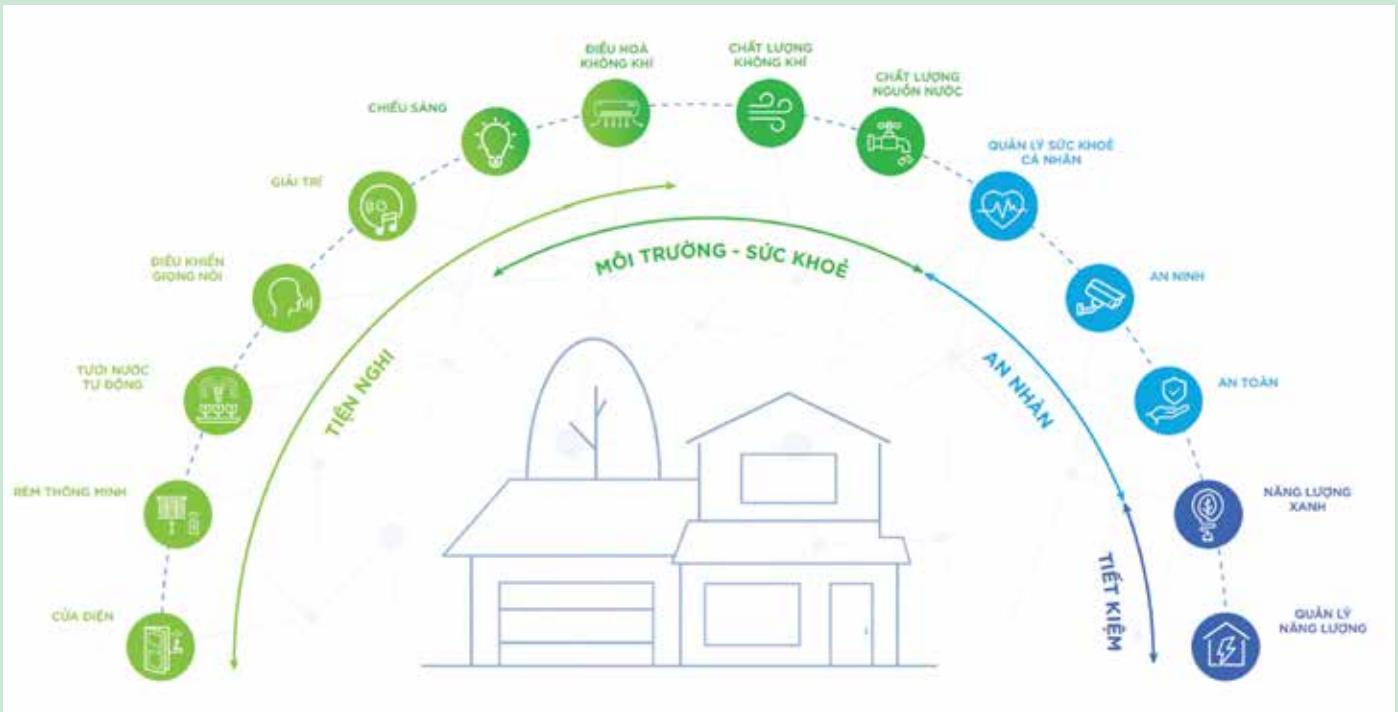 ĐIỀU HOÀ
KHÔNG KHÍ
CHẤT LƯỢNG
KHÔNG KHÍ
CHẤT LƯỢNG
NGUỒN NƯỚC
CHIẾU SÁNG
QUẢN LÝ SỨC KHOẺ
CÁ NHÂN
GIẢI TRÍ
MÔI TRƯỜNG - SỨC KHOẺ
ĐIỀU KHIỂN
GIỌNG NÓI
AN NINH
TIỆN NGHI
AN NHÀN
TƯỚI NƯỚC
TỰ ĐỘNG
AN TOÀN
RÈM THÔNG MINH
NĂNG LƯỢNG
XANH
TIẾT KIỆM
CỬA ĐIỆN
QUẢN LÝ
NĂNG LƯỢNG